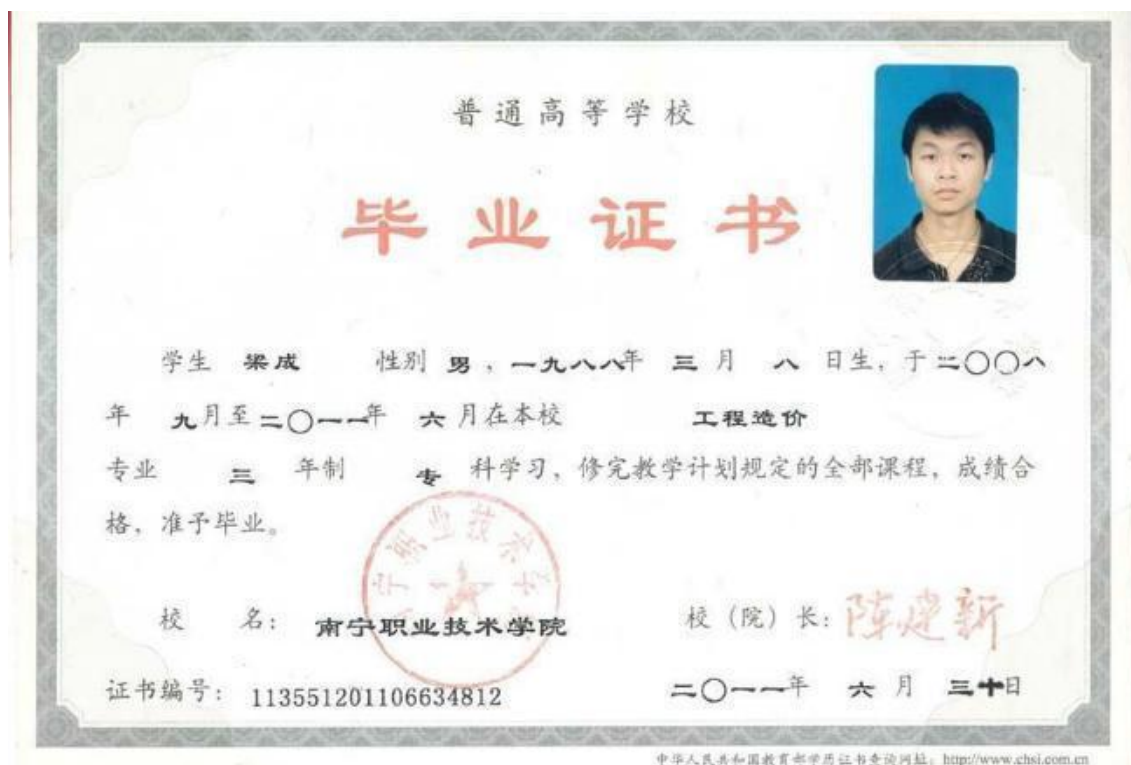 普通高等学校
毕业证书
学生 梁成 性别 男，一九八八年 三 月 八 日生，于二〇〇八
年 九月至二〇一一年 六 月在本校 工程造价
专业 三 年制 专 科学习，修完教学计划规定的全部课程，成绩合
格，准予毕业。
宁职业技术学
校 名：南宁职业技术学院 校（院）长：陈建新
证书编号：113551201106634812 二〇一一年 六 月 三十日
中华人民共和国教育部学历证书查询网址：http://www.chsi.com.cn